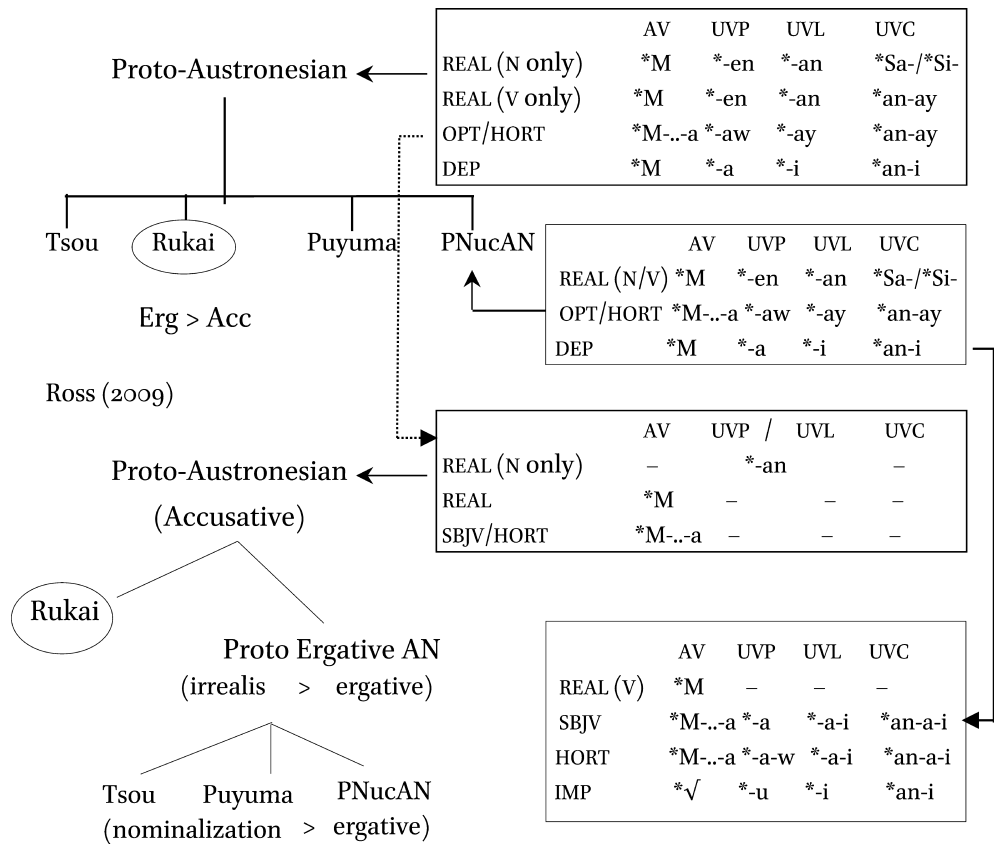 AV UVP UVL UVC
Proto-Austronesian
REAL (N only) *M *-en *-an *Sa-/*Si-
REAL (V only) *M *-en *-an *an-ay
OPT/HORT *M-..-a *-aw *-ay *an-ay
DEP *M *-a *-i *an-i
Tsou Rukai Puyuma PNucAN
AV UVP UVL UVC
REAL (N/V) *M *-en *-an *Sa-/*Si-
OPT/HORT *M-..-a *-aw *-ay *an-ay
DEP *M *-a *-i *an-i
Erg > Acc
Ross (2009)
AV UVP / UVL UVC
Proto-Austronesian
(Accusative)
REAL (N only) – *-an –
REAL *M – – –
SBJV/HORT *M-..-a – – –
Rukai
Proto Ergative AN
(irrealis > ergative)
Tsou Puyuma PNucAN
(nominalization > ergative)
AV UVP UVL UVC
REAL (V) *M – – –
SBJV *M-..-a *-a *-a-i *an-a-i
HORT *M-..-a *-a-w *-a-i *an-a-i
IMP *√ *-u *-i *an-i